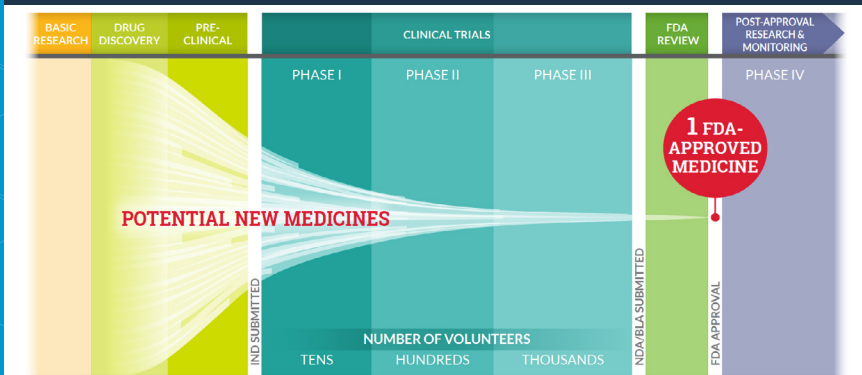 BASIC
RESEARCH
DRUG
DISCOVERY
PRE-
CLINICAL
CLINICAL TRIALS
FDA
REVIEW
POST-APPROVAL
RESEARCH &
MONITORING
PHASE I
PHASE II
PHASE III
PHASE IV
1 FDA-
APPROVED
MEDICINE
POTENTIAL NEW MEDICINES
IND SUBMITTED
NDA/BLA SUBMITTED
FDA APPROVAL
NUMBER OF VOLUNTEERS
TENS
HUNDREDS
THOUSANDS